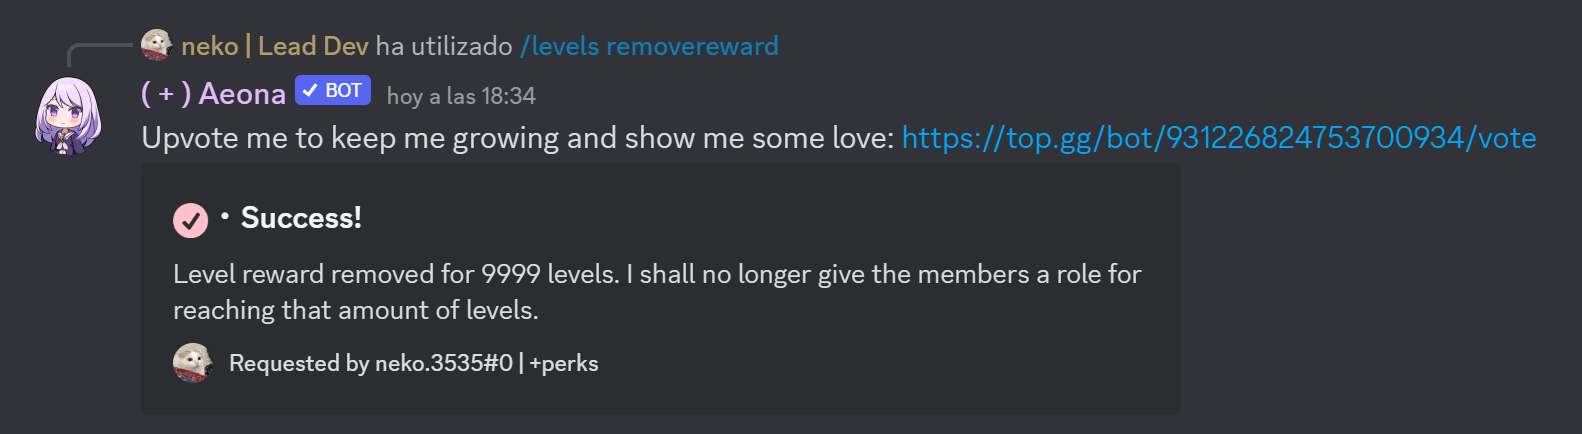 neko | Lead Dev ha utilizado /levels removereward
( + ) Aeona ✓ BOT hoy a las 18:34
Upvote me to keep me growing and show me some love: https://top.gg/bot/931226824753700934/vote
• Success!
Level reward removed for 9999 levels. I shall no longer give the members a role for
reaching that amount of levels.
Requested by neko.3535#0 | +perks